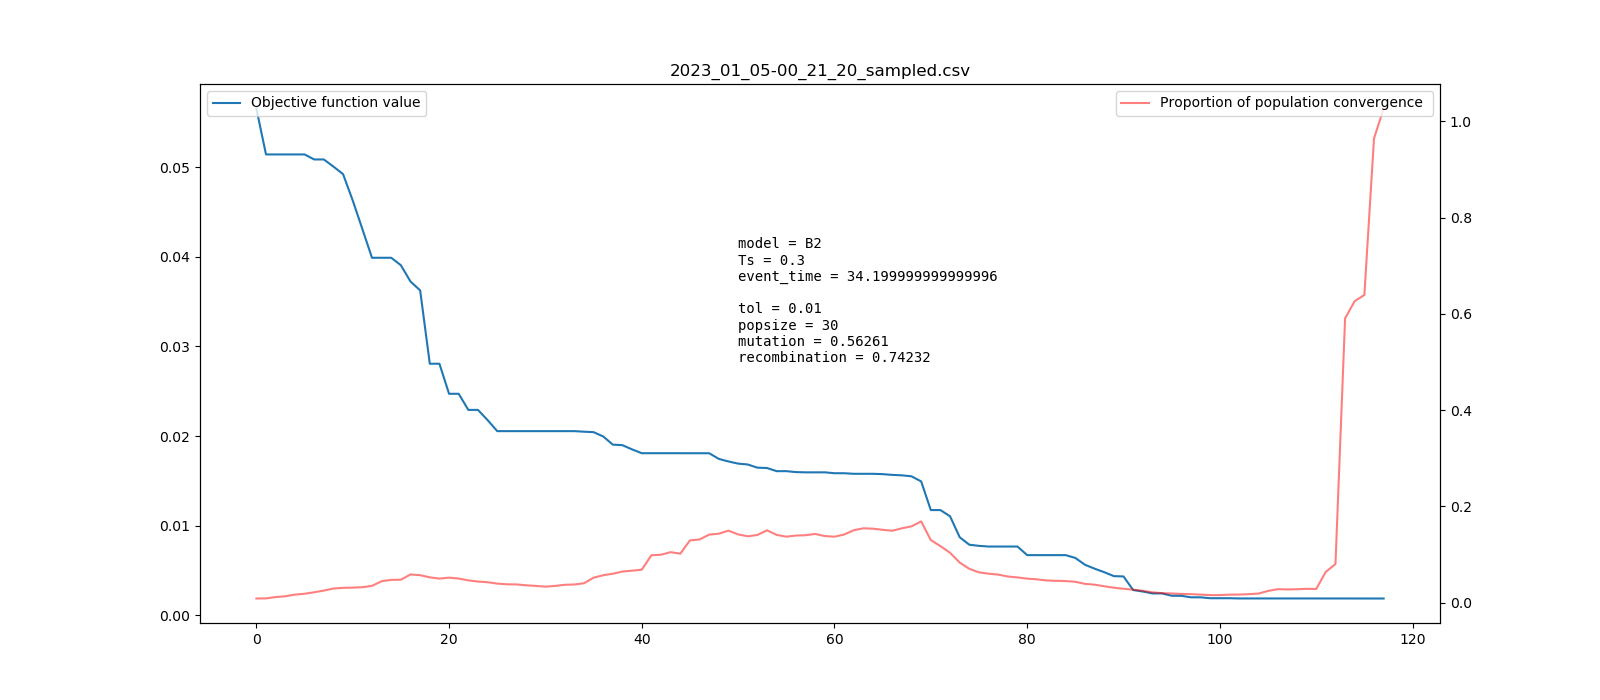 2023_01_05-00_21_20_sampled.csv
Objective function value
Proportion of population convergence
model = B2
Ts = 0.3
event_time = 34.199999999999996
tol = 0.01
popsize = 30
mutation = 0.56261
recombination = 0.74232
0.05
0.04
0.03
0.02
0.01
0.00
1.0
0.8
0.6
0.4
0.2
0.0
0 20 40 60 80 100 120